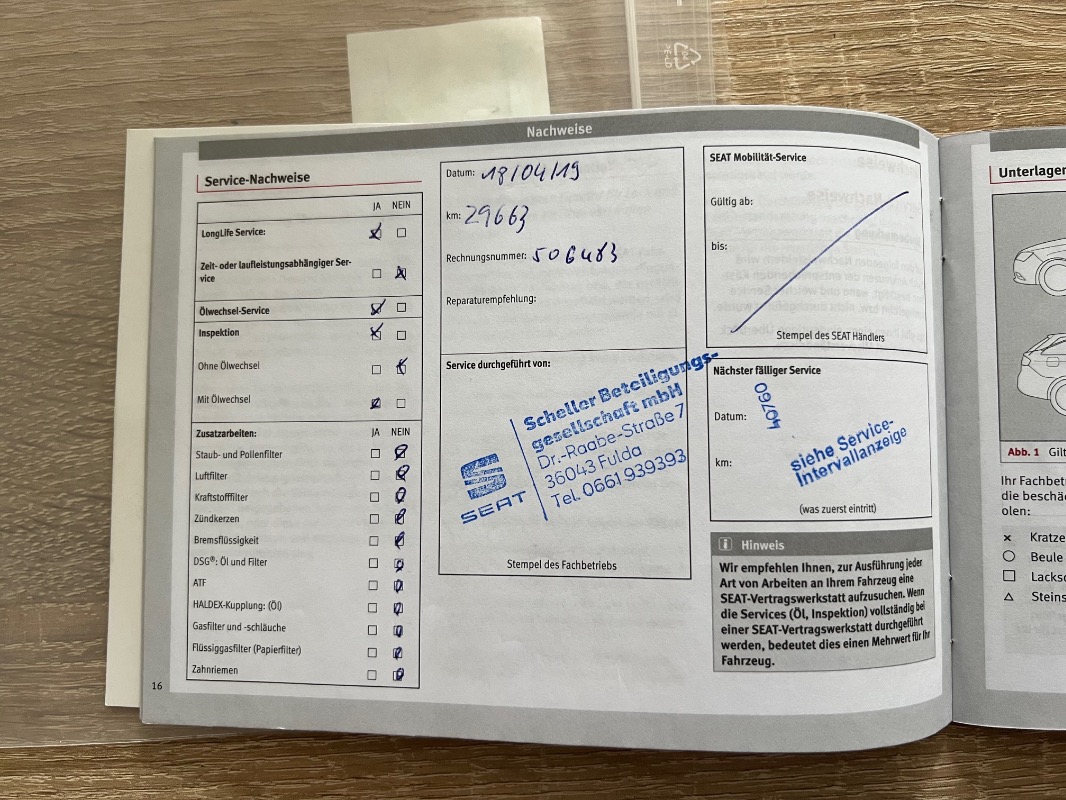 Nachweise
Service-Nachweise
JA NEIN
LongLife Service:
Zeit- oder laufleistungsabhängiger Ser-
vice
Ölwechsel-Service
Inspektion
Ohne Ölwechsel
Mit Ölwechsel
Zusatzarbeiten: JA NEIN
Staub- und Pollenfilter
Luftfilter
Kraftstofffilter
Zündkerzen
Bremsflüssigkeit
DSG®: Öl und Filter
ATF
HALDEX-Kupplung: (Öl)
Gasfilter und -schläuche
Flüssiggasfilter (Papierfilter)
Zahnriemen
16
Datum: 18/04/19
km: 29663
Rechnungsnummer: 506483
Reparaturempfehlung:
Service durchgeführt von:
Scheller Beteiligungs-
gesellschaft mbH
Dr.-Raabe-Straße 7
36043 Fulda
Tel. 0661 939393
SEAT
Stempel des Fachbetriebs
SEAT Mobilität-Service
Gültig ab:
bis:
Stempel des SEAT Händlers
Nächster fälliger Service
Datum:
km:
siehe Service-
Intervallanzeige
(was zuerst eintritt)
Hinweis
Wir empfehlen Ihnen, zur Ausführung jeder
Art von Arbeiten an Ihrem Fahrzeug eine
SEAT-Vertragswerkstatt aufzusuchen. Wenn
die Services (Öl, Inspektion) vollständig bei
einer SEAT-Vertragswerkstatt durchgeführt
werden, bedeutet dies einen Mehrwert für Ihr
Fahrzeug.
Unterlagen
Abb. 1 Gilt
Ihr Fachbetri
die beschäd
olen:
Kratze
Beule
Lacksc
Steins